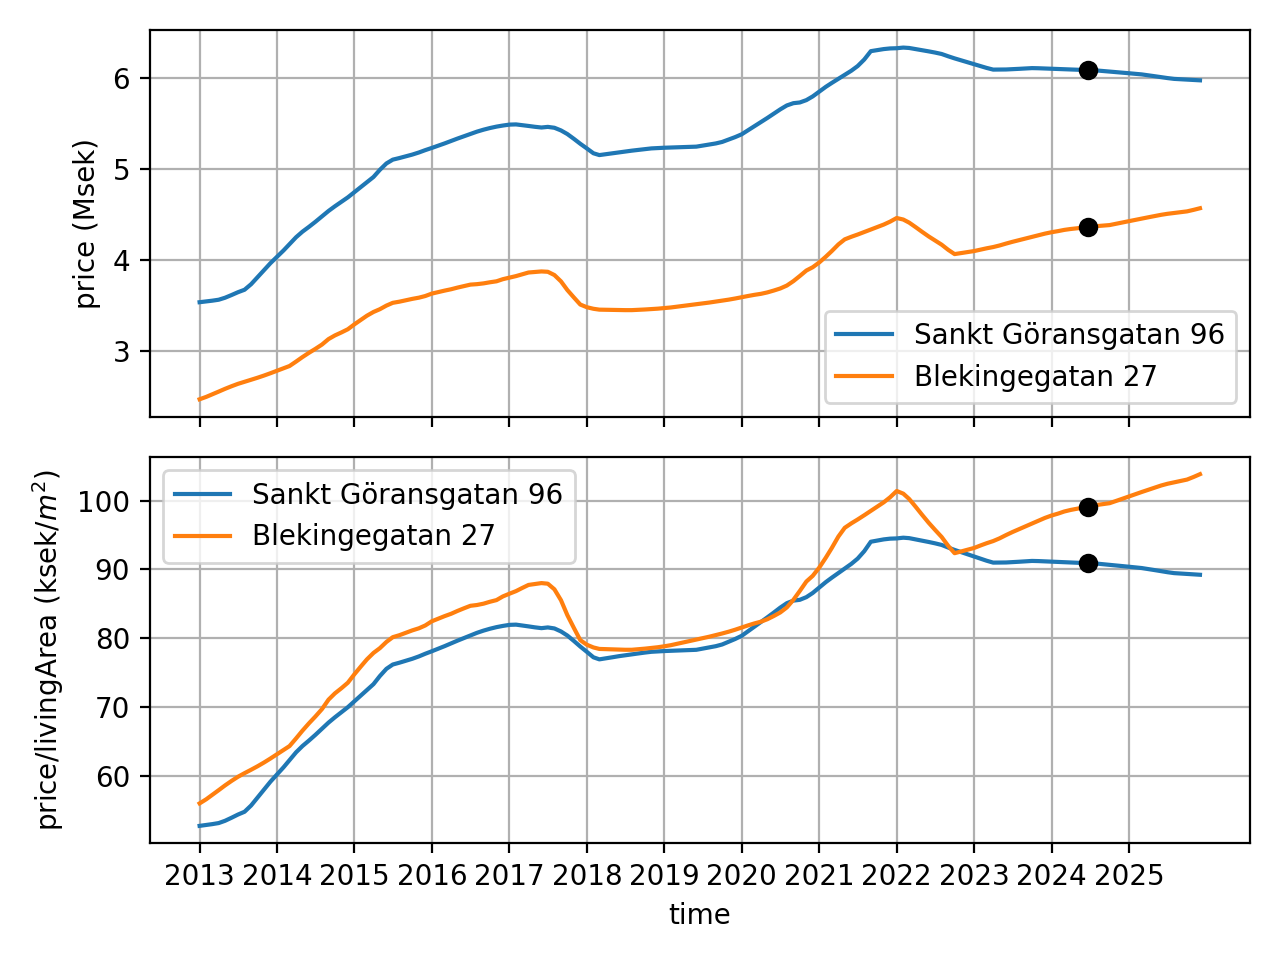 price (Msek)
6
5
4
3
Sankt Göransgatan 96
Blekingegatan 27
price/livingArea (ksek/m²)
100
90
80
70
60
Sankt Göransgatan 96
Blekingegatan 27
2013 2014 2015 2016 2017 2018 2019 2020 2021 2022 2023 2024 2025
time